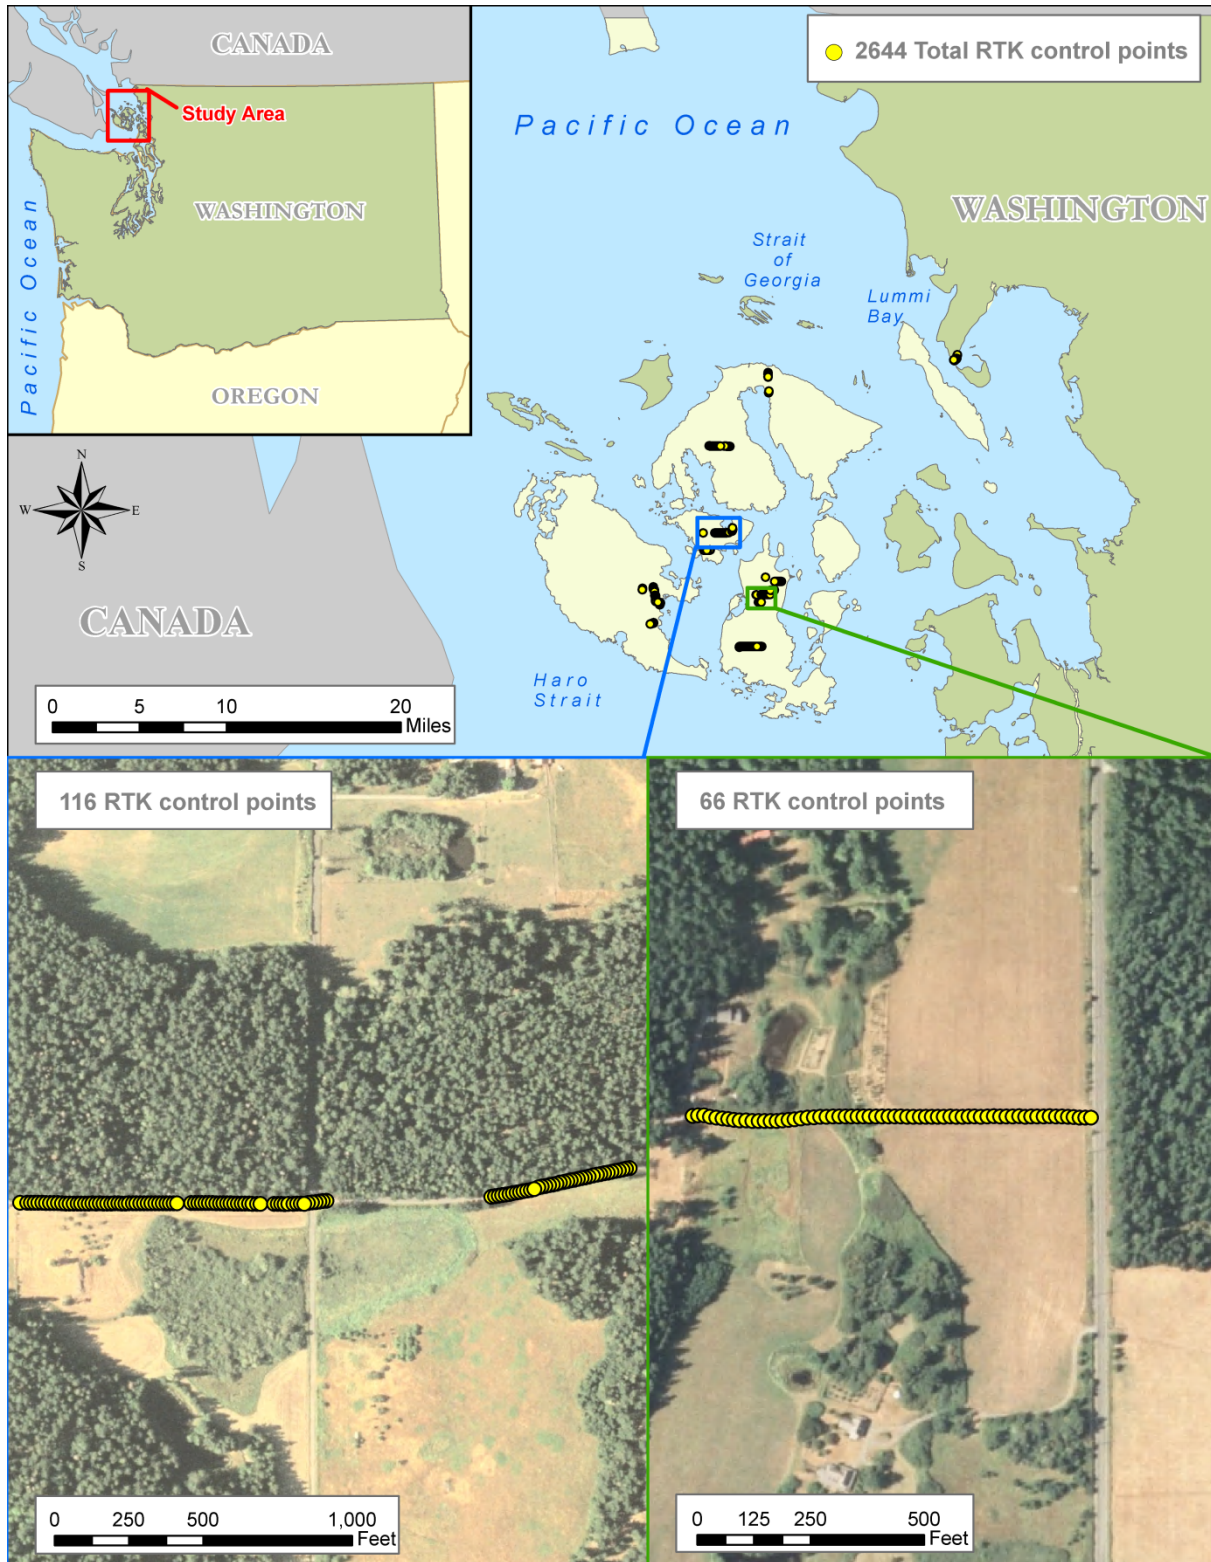 CANADA
Study Area
WASHINGTON
Pacific Ocean
OREGON
2644 Total RTK control points
Pacific Ocean
WASHINGTON
Strait
of
Georgia
Lummi
Bay
N
W E
S
CANADA
Haro
Strait
0 5 10 20
Miles
116 RTK control points
0 250 500 1,000
Feet
66 RTK control points
0 125 250 500
Feet